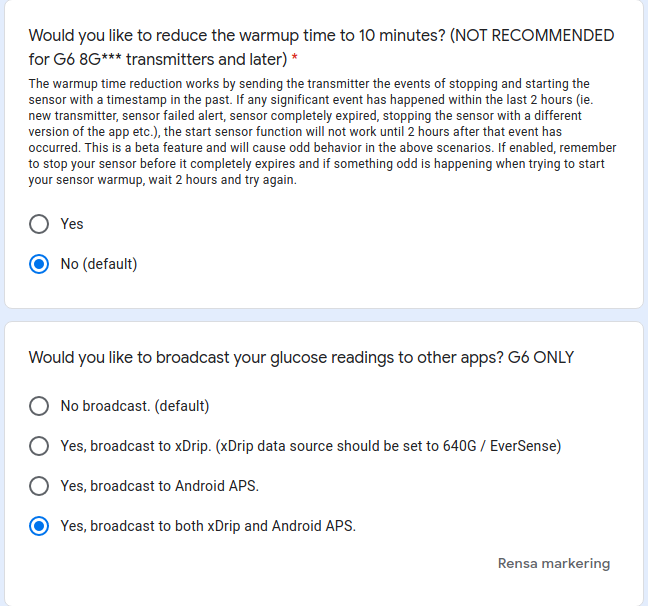 Would you like to reduce the warmup time to 10 minutes? (NOT RECOMMENDED
for G6 8G*** transmitters and later) *
The warmup time reduction works by sending the transmitter the events of stopping and starting the
sensor with a timestamp in the past. If any significant event has happened within the last 2 hours (ie.
new transmitter, sensor failed alert, sensor completely expired, stopping the sensor with a different
version of the app etc.), the start sensor function will not work until 2 hours after that event has
occurred. This is a beta feature and will cause odd behavior in the above scenarios. If enabled, remember
to stop your sensor before it completely expires and if something odd is happening when trying to start
your sensor warmup, wait 2 hours and try again.
Yes
No (default)
Would you like to broadcast your glucose readings to other apps? G6 ONLY
No broadcast. (default)
Yes, broadcast to xDrip. (xDrip data source should be set to 640G / EverSense)
Yes, broadcast to Android APS.
Yes, broadcast to both xDrip and Android APS.
Rensa markering